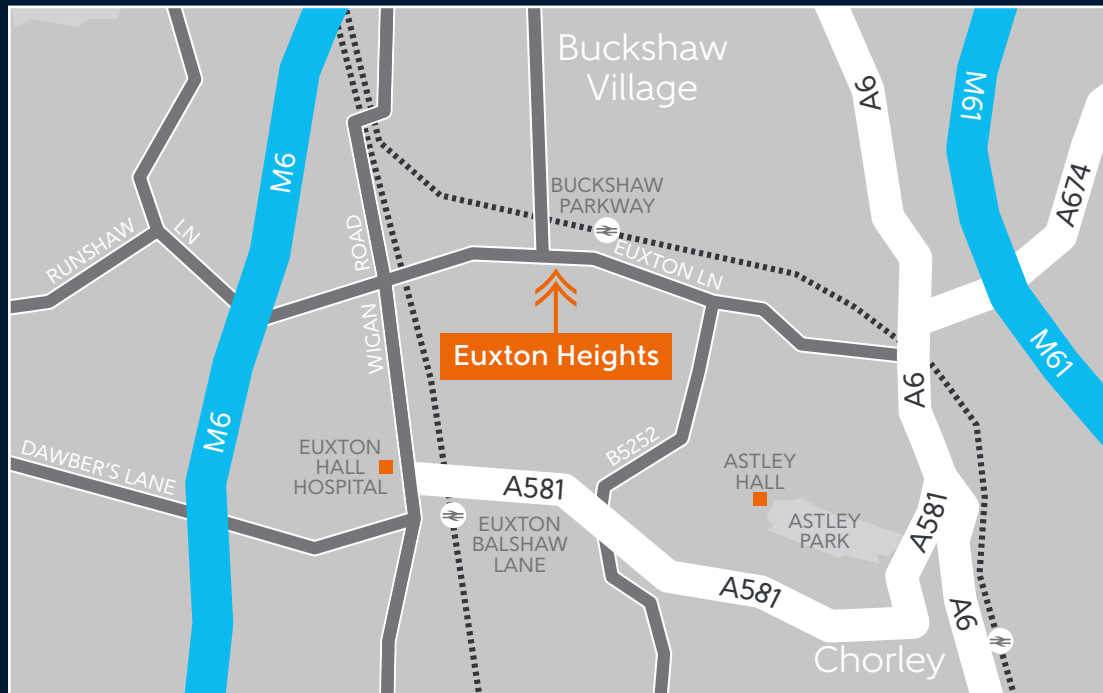 Buckshaw
Village
A6
M61
M6
A674
BUCKSHAW
PARKWAY
RUNSHAW
LN
ROAD
EUXTON LN
WIGAN
Euxton Heights
M61
A6
M6
DAWBER'S LANE
EUXTON
HALL
HOSPITAL
B5252
ASTLEY
HALL
A581
A581
EUXTON
BALSHAW
LANE
ASTLEY
PARK
A581
A6
Chorley